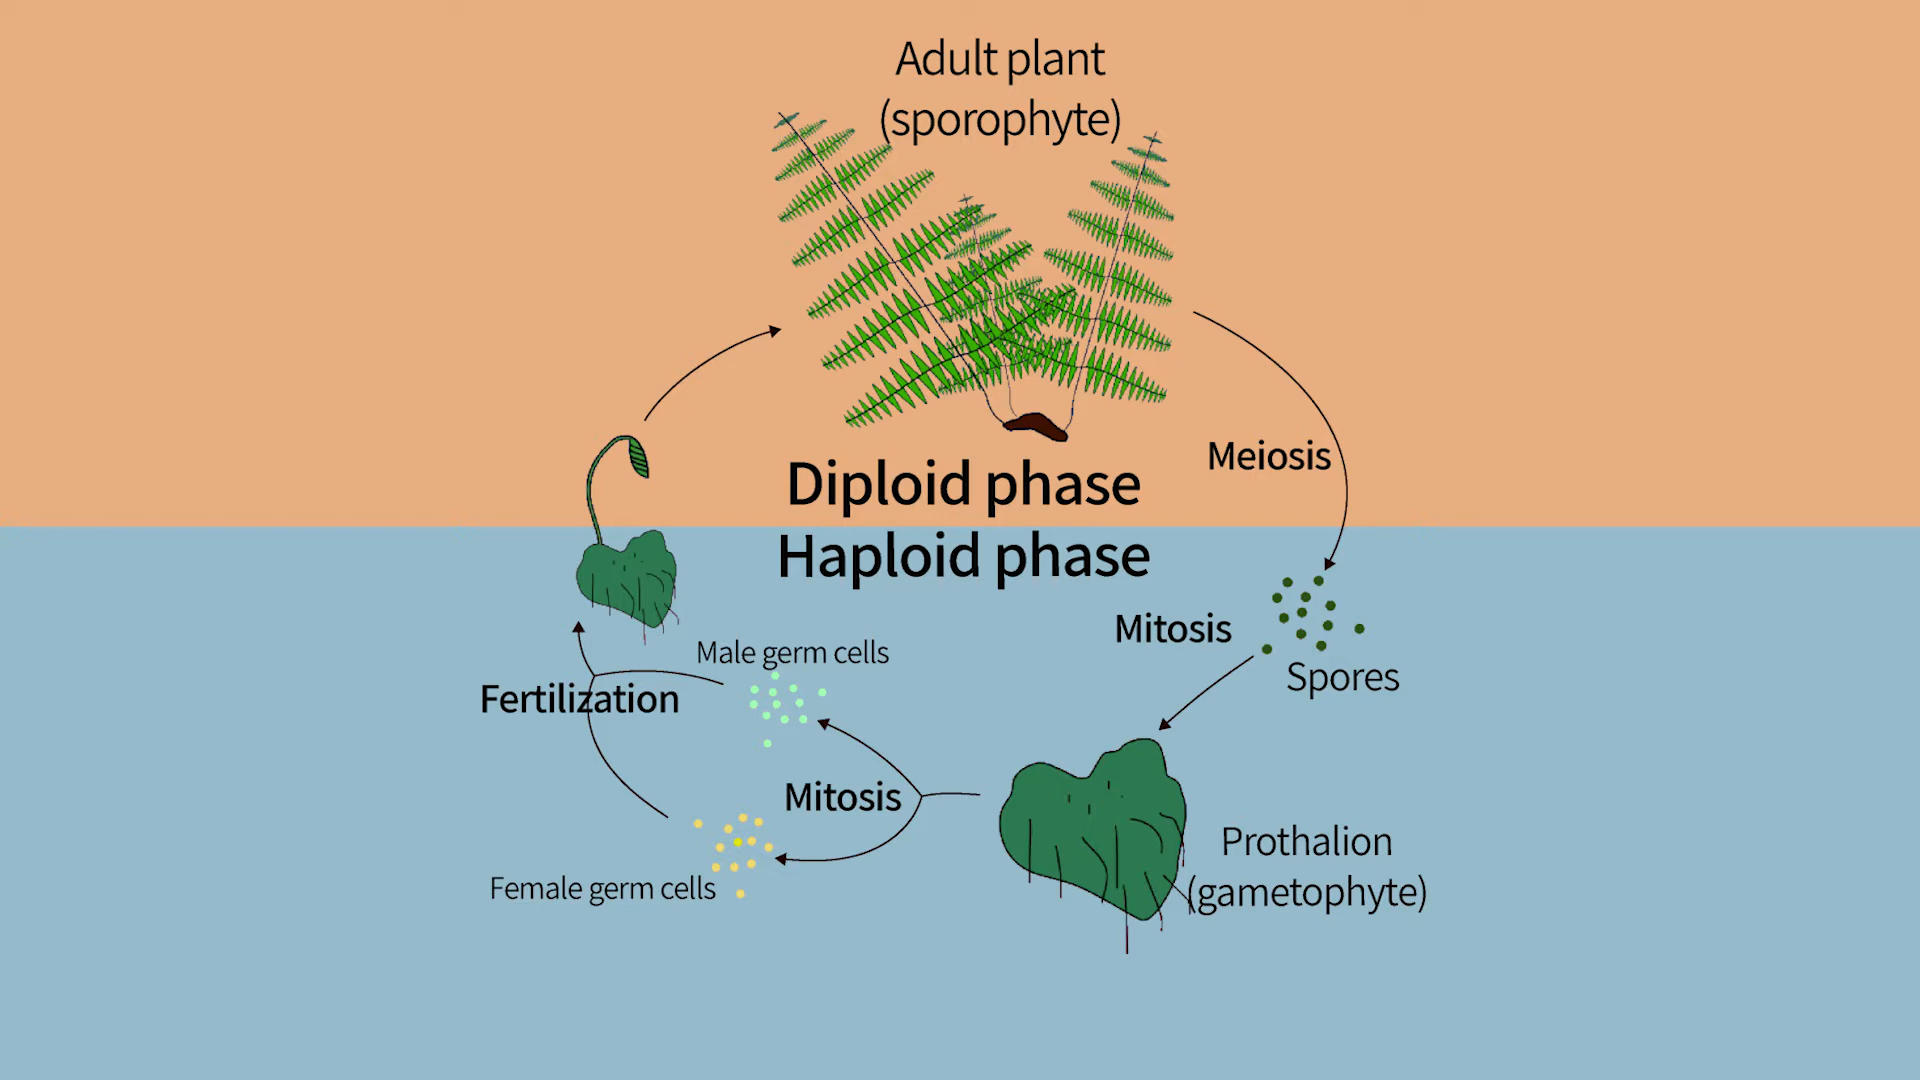 Adult plant
(sporophyte)
Meiosis
Diploid phase
Haploid phase
Mitosis
Male germ cells
Spores
Fertilization
Mitosis
Prothalion
(gametophyte)
Female germ cells